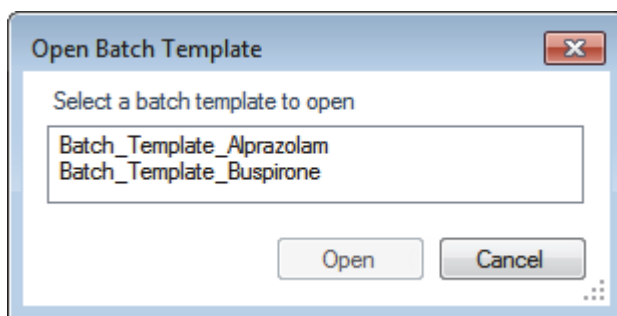 Open Batch Template
Select a batch template to open
Batch_Template_Alprazolam
Batch_Template_Buspirone
Open Cancel